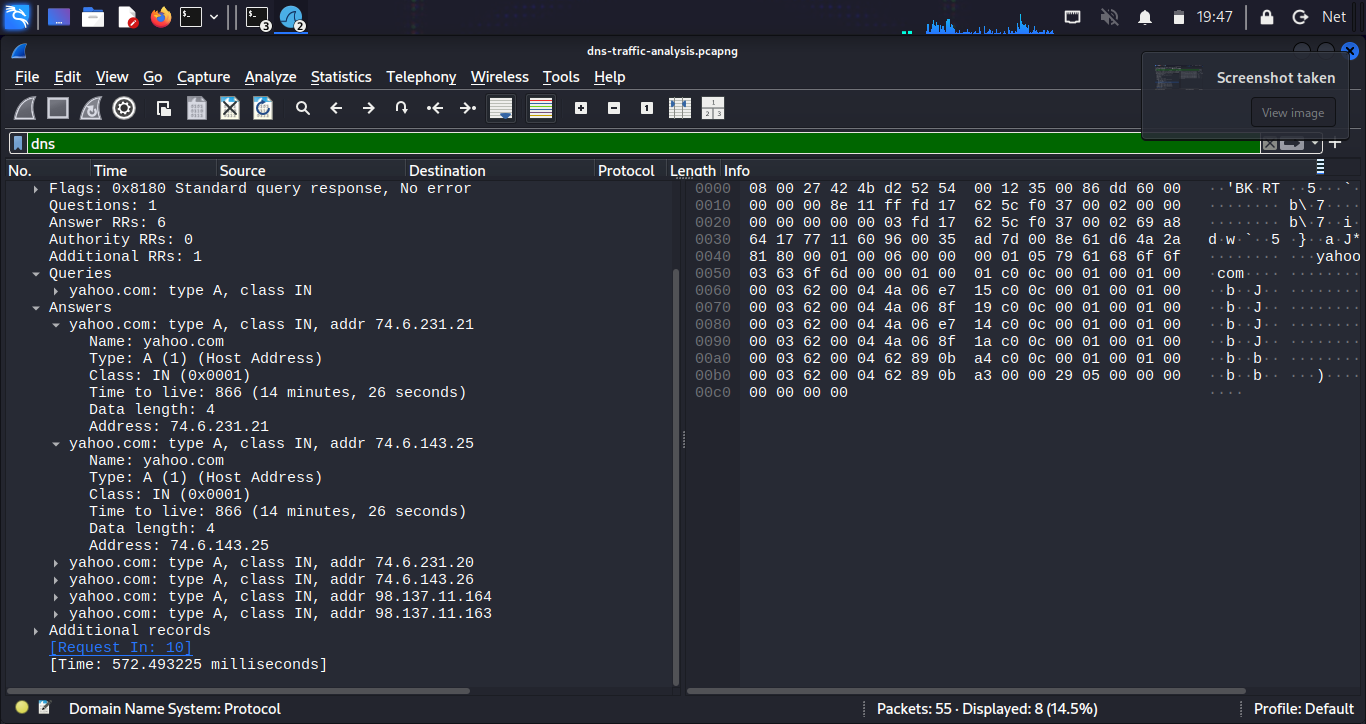 3
2
19:47
Net
dns-traffic-analysis.pcapng
File Edit View Go Capture Analyze Statistics Telephony Wireless Tools Help
Screenshot taken
View image
dns
No. Time Source Destination Protocol Length Info
Flags: 0x8180 Standard query response, No error
Questions: 1
Answer RRs: 6
Authority RRs: 0
Additional RRs: 1
Queries
yahoo.com: type A, class IN
Answers
yahoo.com: type A, class IN, addr 74.6.231.21
Name: yahoo.com
Type: A (1) (Host Address)
Class: IN (0x0001)
Time to live: 866 (14 minutes, 26 seconds)
Data length: 4
Address: 74.6.231.21
yahoo.com: type A, class IN, addr 74.6.143.25
Name: yahoo.com
Type: A (1) (Host Address)
Class: IN (0x0001)
Time to live: 866 (14 minutes, 26 seconds)
Data length: 4
Address: 74.6.143.25
yahoo.com: type A, class IN, addr 74.6.231.20
yahoo.com: type A, class IN, addr 74.6.143.26
yahoo.com: type A, class IN, addr 98.137.11.164
yahoo.com: type A, class IN, addr 98.137.11.163
Additional records
[Request In: 10]
[Time: 572.493225 milliseconds]
0000 08 00 27 42 4b d2 52 54 00 12 35 00 86 dd 60 00 ··'BK·RT ··5···`·
0010 00 00 00 8e 11 ff fd 17 62 5c f0 37 00 02 00 00 ········ b\·7····
0020 00 00 00 00 00 03 fd 17 62 5c f0 37 00 02 69 a8 ········ b\·7··i·
0030 64 17 77 11 60 96 00 35 ad 7d 00 8e 61 d6 4a 2a d·w·`··5 ·}··a·J*
0040 81 80 00 01 00 06 00 00 00 01 05 79 61 68 6f 6f ········ ···yahoo
0050 03 63 6f 6d 00 00 01 00 01 c0 0c 00 01 00 01 00 ·com···· ········
0060 00 03 62 00 04 4a 06 e7 15 c0 0c 00 01 00 01 00 ··b··J·· ········
0070 00 03 62 00 04 4a 06 8f 19 c0 0c 00 01 00 01 00 ··b··J·· ········
0080 00 03 62 00 04 4a 06 e7 14 c0 0c 00 01 00 01 00 ··b··J·· ········
0090 00 03 62 00 04 4a 06 8f 1a c0 0c 00 01 00 01 00 ··b··J·· ········
00a0 00 03 62 00 04 62 89 0b a4 c0 0c 00 01 00 01 00 ··b··b·· ········
00b0 00 03 62 00 04 62 89 0b a3 00 00 29 05 00 00 00 ··b··b·· ···)····
00c0 00 00 00 00 ····
Domain Name System: Protocol
Packets: 55 · Displayed: 8 (14.5%)
Profile: Default